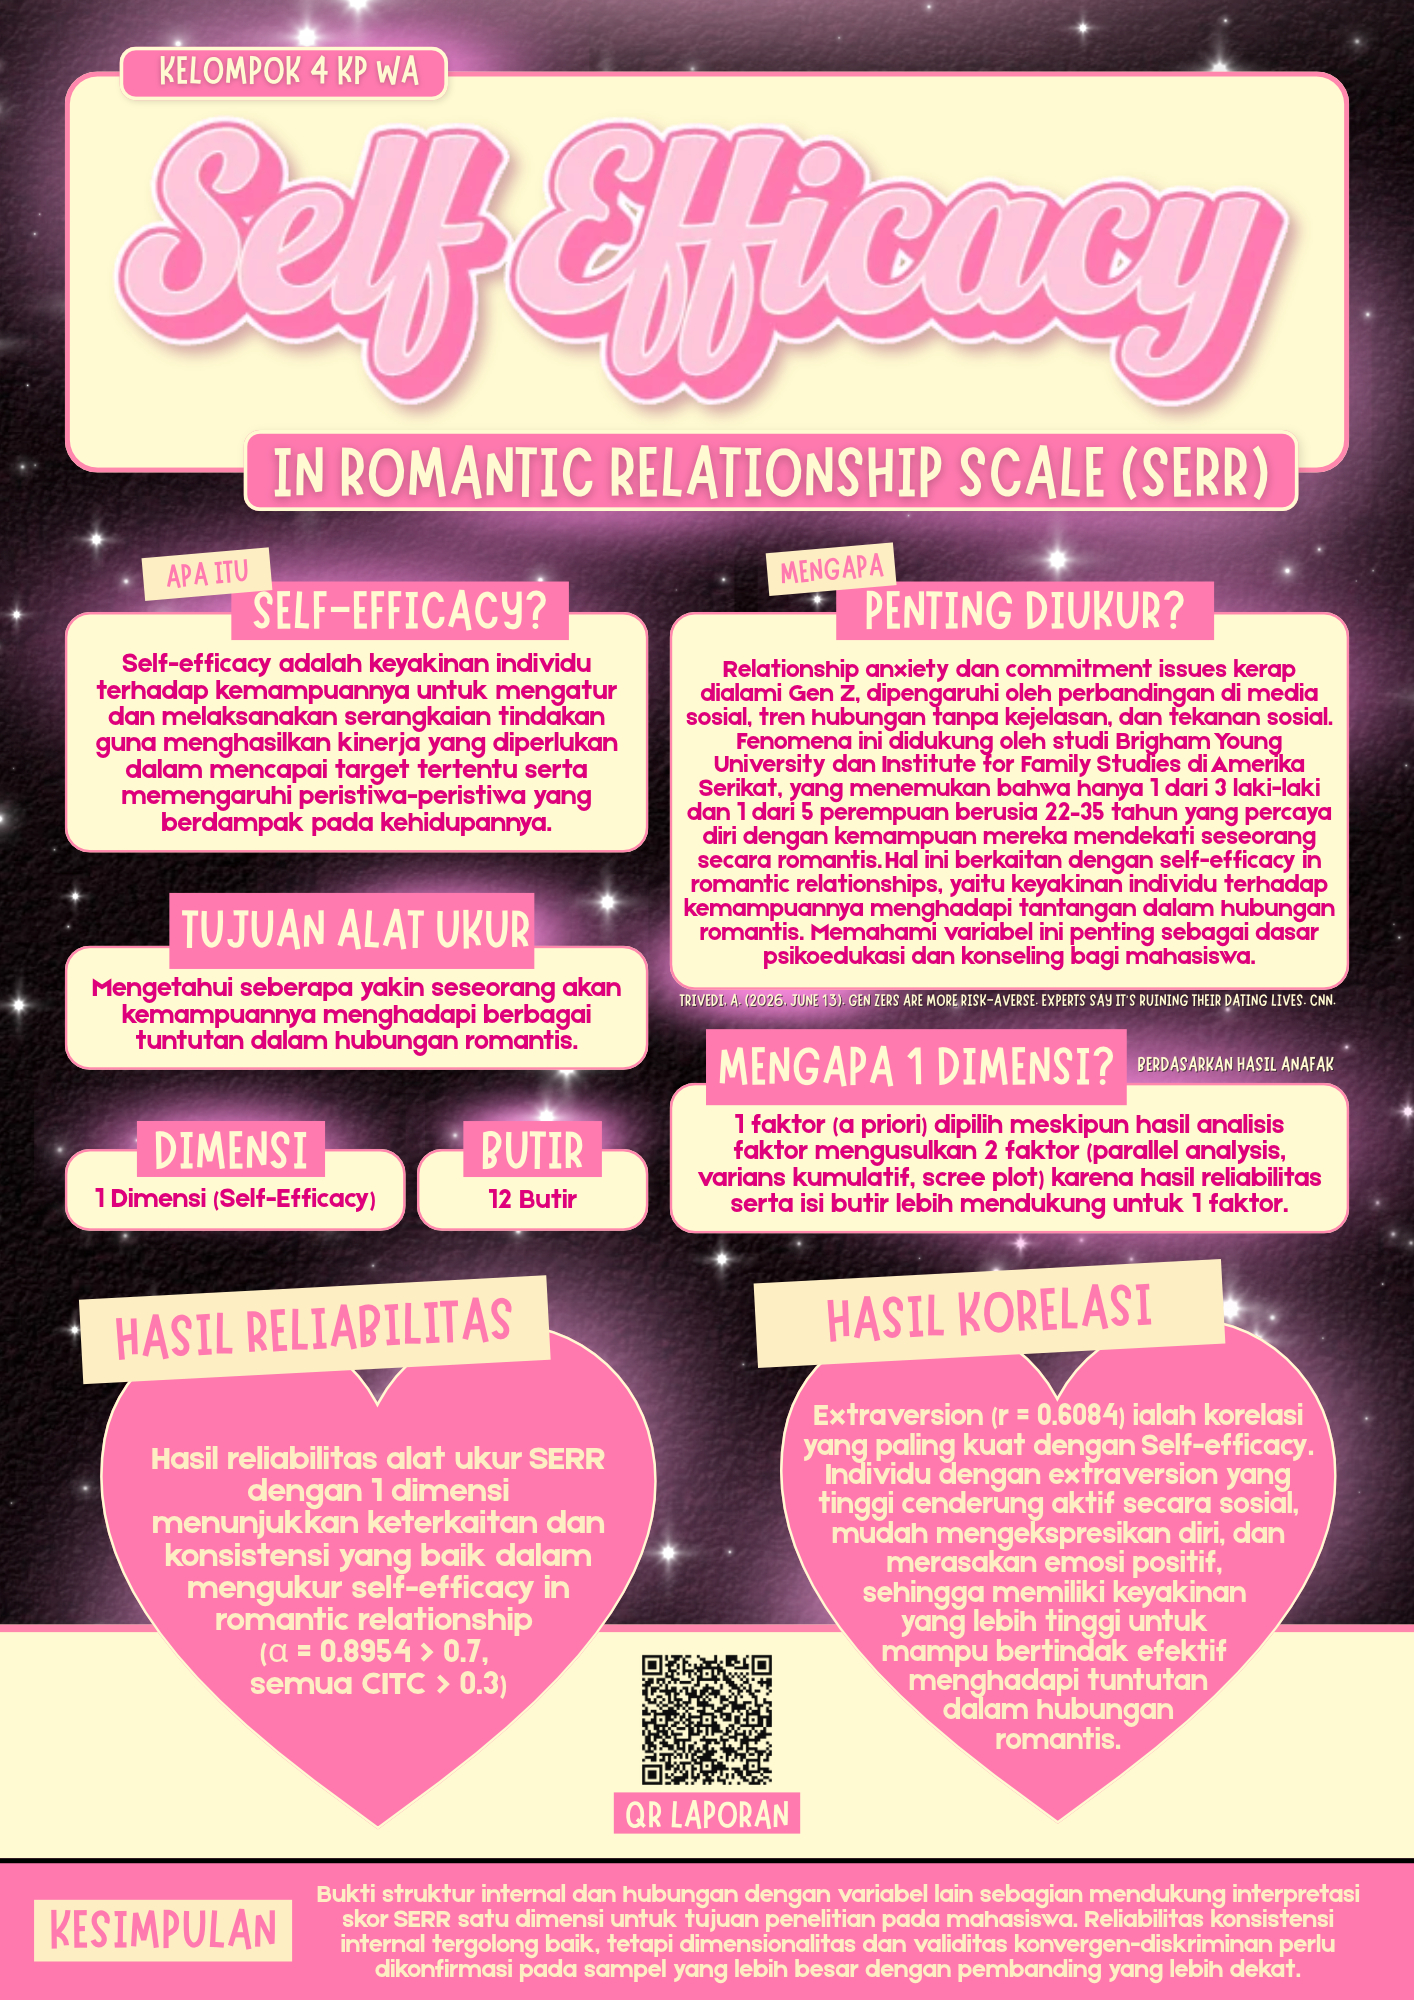 KELOMPOK 4 KP WA
Self Efficacy
IN ROMANTIC RELATIONSHIP SCALE (SERR)
APA ITU
SELF-EFFICACY?
Self-efficacy adalah keyakinan individu
terhadap kemampuannya untuk mengatur
dan melaksanakan serangkaian tindakan
guna menghasilkan kinerja yang diperlukan
dalam mencapai target tertentu serta
memengaruhi peristiwa-peristiwa yang
berdampak pada kehidupannya.
TUJUAN ALAT UKUR
Mengetahui seberapa yakin seseorang akan
kemampuannya menghadapi berbagai
tuntutan dalam hubungan romantis.
DIMENSI
1 Dimensi (Self-Efficacy)
BUTIR
12 Butir
MENGAPA
PENTING DIUKUR?
Relationship anxiety dan commitment issues kerap
dialami Gen Z, dipengaruhi oleh perbandingan di media
sosial, tren hubungan tanpa kejelasan, dan tekanan sosial.
Fenomena ini didukung oleh studi Brigham Young
University dan Institute for Family Studies di Amerika
Serikat, yang menemukan bahwa hanya 1 dari 3 laki-laki
dan 1 dari 5 perempuan berusia 22-35 tahun yang percaya
diri dengan kemampuan mereka mendekati seseorang
secara romantis. Hal ini berkaitan dengan self-efficacy in
romantic relationships, yaitu keyakinan individu terhadap
kemampuannya menghadapi tantangan dalam hubungan
romantis. Memahami variabel ini penting sebagai dasar
psikoedukasi dan konseling bagi mahasiswa.
TRIVEDI, A. (2026, JUNE 13). GEN ZERS ARE MORE RISK-AVERSE. EXPERTS SAY IT'S RUINING THEIR DATING LIVES. CNN.
MENGAPA 1 DIMENSI?
BERDASARKAN HASIL ANAFAK
1 faktor (a priori) dipilih meskipun hasil analisis
faktor mengusulkan 2 faktor (parallel analysis,
varians kumulatif, scree plot) karena hasil reliabilitas
serta isi butir lebih mendukung untuk 1 faktor.
HASIL RELIABILITAS
Hasil reliabilitas alat ukur SERR
dengan 1 dimensi
menunjukkan keterkaitan dan
konsistensi yang baik dalam
mengukur self-efficacy in
romantic relationship
(α = 0.8954 > 0.7,
semua CITC > 0.3)
HASIL KORELASI
Extraversion (r = 0.6084) ialah korelasi
yang paling kuat dengan Self-efficacy.
Individu dengan extraversion yang
tinggi cenderung aktif secara sosial,
mudah mengekspresikan diri, dan
merasakan emosi positif,
sehingga memiliki keyakinan
yang lebih tinggi untuk
mampu bertindak efektif
menghadapi tuntutan
dalam hubungan
romantis.
QR LAPORAN
KESIMPULAN
Bukti struktur internal dan hubungan dengan variabel lain sebagian mendukung interpretasi
skor SERR satu dimensi untuk tujuan penelitian pada mahasiswa. Reliabilitas konsistensi
internal tergolong baik, tetapi dimensionalitas dan validitas konvergen-diskriminan perlu
dikonfirmasi pada sampel yang lebih besar dengan pembanding yang lebih dekat.